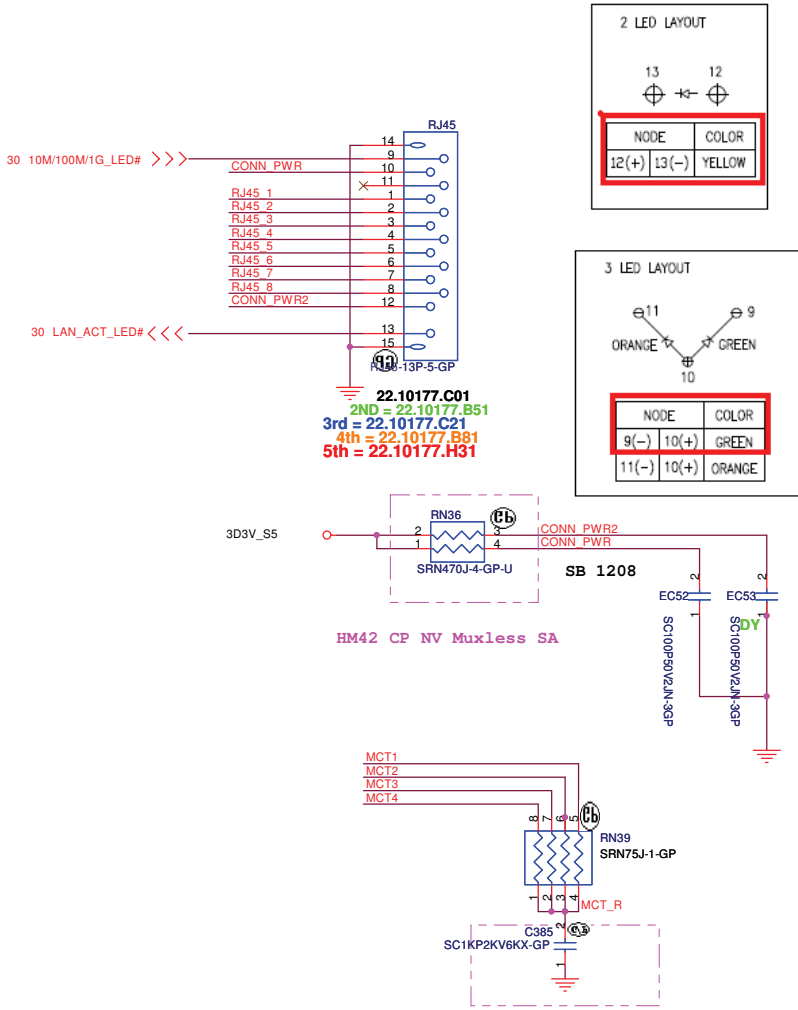 2 LED LAYOUT
13 12
NODE COLOR
12(+) 13(-) YELLOW
3 LED LAYOUT
11 9
ORANGE GREEN
10
NODE COLOR
9(-) 10(+) GREEN
11(-) 10(+) ORANGE
RJ45
14
30 10M/100M/1G_LED# 9
CONN_PWR 10
11
RJ45_1 1
RJ45_2 2
RJ45_3 3
RJ45_4 4
RJ45_5 5
RJ45_6 6
RJ45_7 7
RJ45_8 8
CONN_PWR2 12
30 LAN_ACT_LED# 13
15
RJ45-13P-5-GP
22.10177.C01
2ND = 22.10177.B51
3rd = 22.10177.C21
4th = 22.10177.B81
5th = 22.10177.H31
RN36
3D3V_S5 2 3 CONN_PWR2
1 4 CONN_PWR
SRN470J-4-GP-U
SB 1208
2 2
EC52 EC53
1 1
DY
SC100P50V2JN-3GP SC100P50V2JN-3GP
HM42 CP NV Muxless SA
MCT1
MCT2
MCT3
MCT4
8 7 6 5
RN39
SRN75J-1-GP
1 2 3 4
MCT_R
2
C385
SC1KP2KV6KX-GP
1